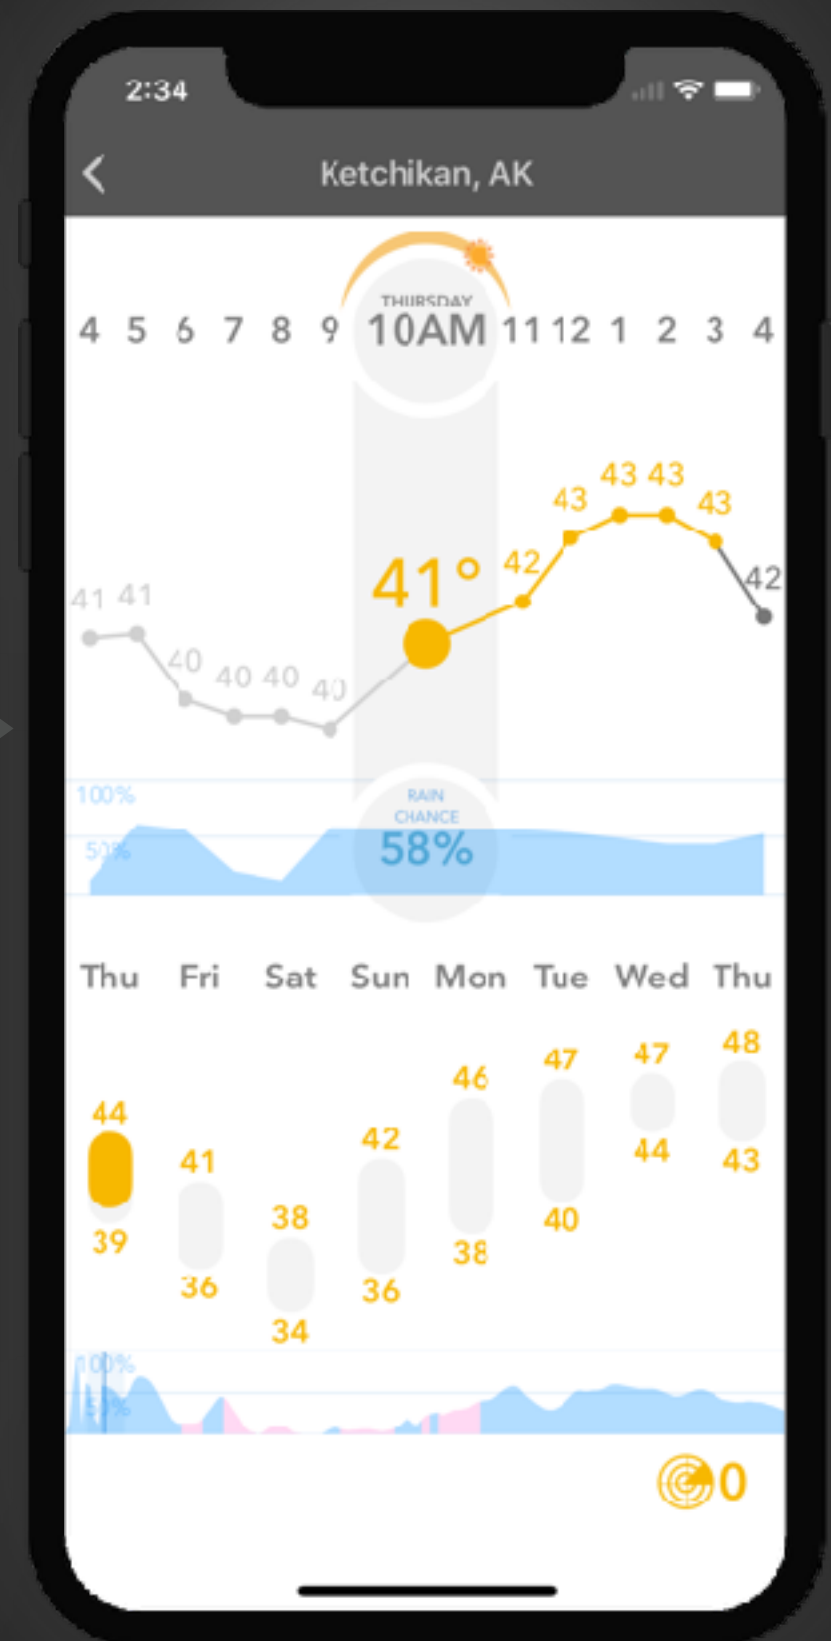 2:34
Ketchikan, AK
THURSDAY
4 5 6 7 8 9 10AM 11 12 1 2 3 4
43 43
43 43
42
41°
42
41 41
40
40 40
40
100%
RAIN
CHANCE
50%
58%
Thu Fri Sat Sun Mon Tue Wed Thu
44 41 38 42 46 47 47 48
39 36 34 36 38 40 44 43
100%
50%
0